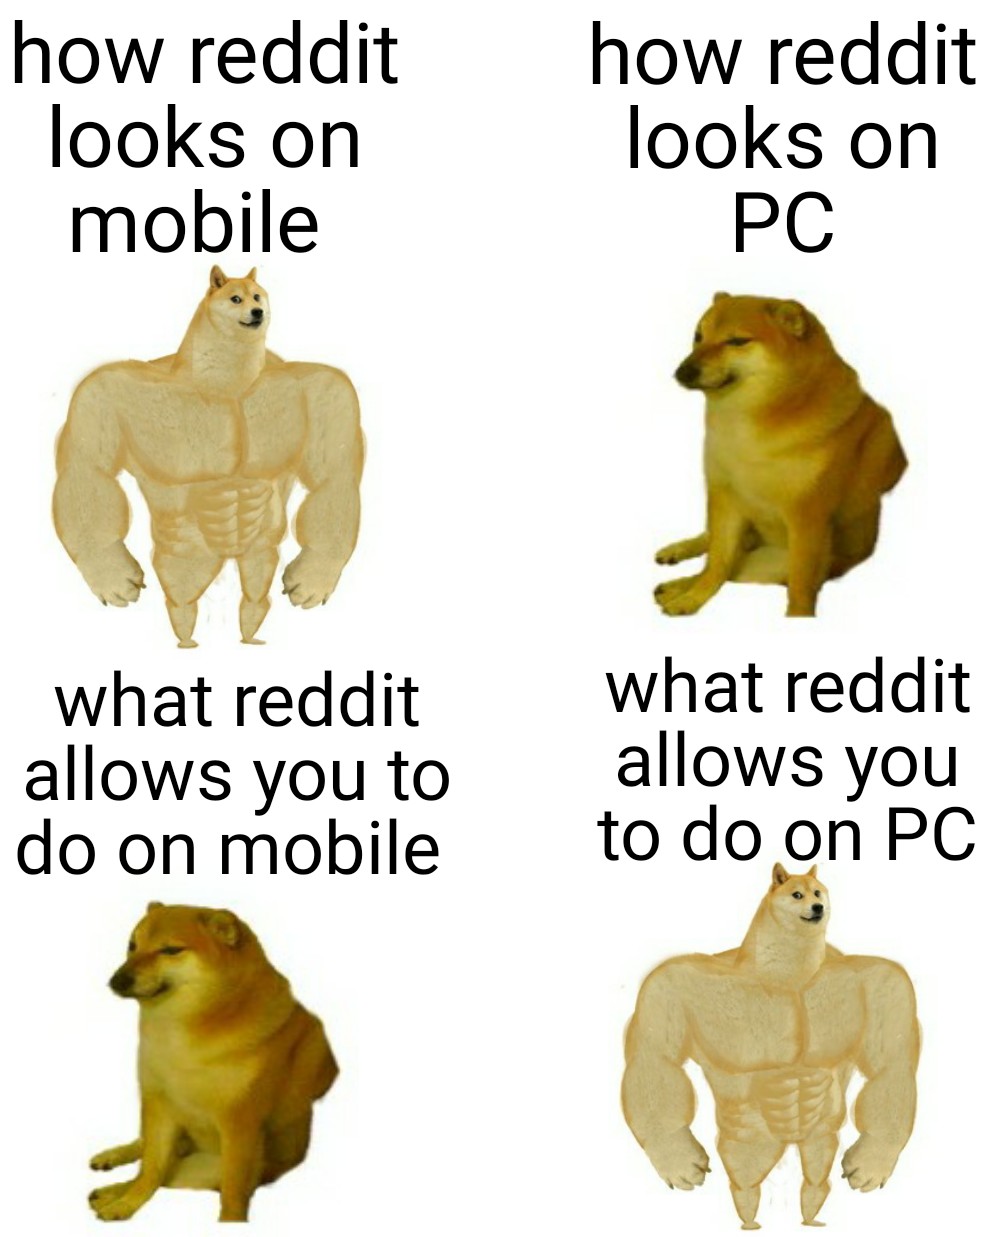 how reddit
looks on
mobile
how reddit
looks on
PC
what reddit
allows you to
do on mobile
what reddit
allows you
to do on PC